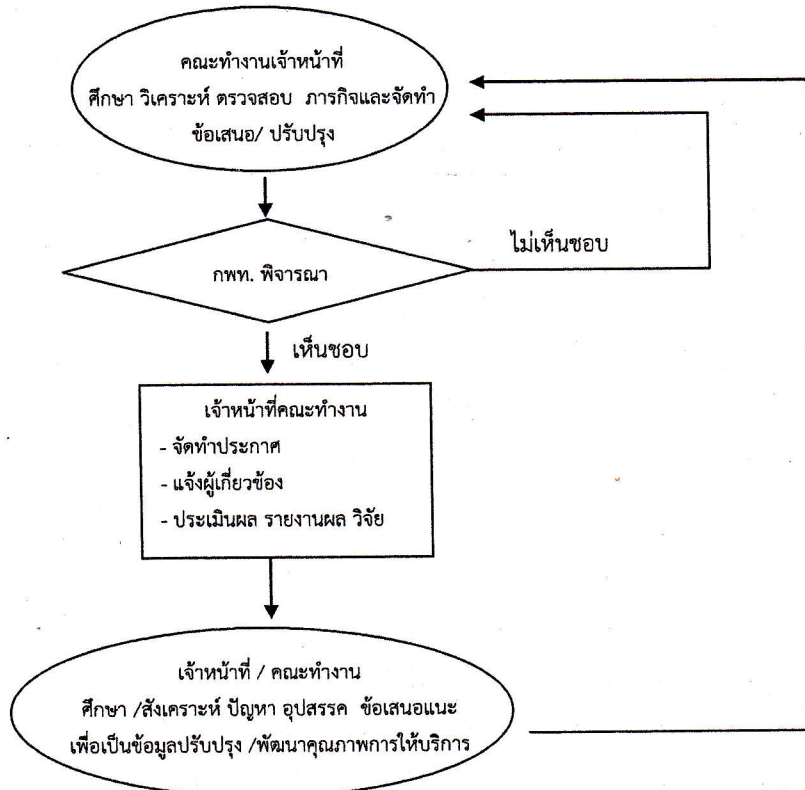 คณะทำงานเจ้าหน้าที่
ศึกษา วิเคราะห์ ตรวจสอบ ภารกิจและจัดทำ
ข้อเสนอ/ ปรับปรุง
กพท. พิจารณา
ไม่เห็นชอบ
เห็นชอบ
เจ้าหน้าที่คณะทำงาน
- จัดทำประกาศ
- แจ้งผู้เกี่ยวข้อง
- ประเมินผล รายงานผล วิจัย
เจ้าหน้าที่ / คณะทำงาน
ศึกษา /สังเคราะห์ ปัญหา อุปสรรค ข้อเสนอแนะ
เพื่อเป็นข้อมูลปรับปรุง /พัฒนาคุณภาพการให้บริการ